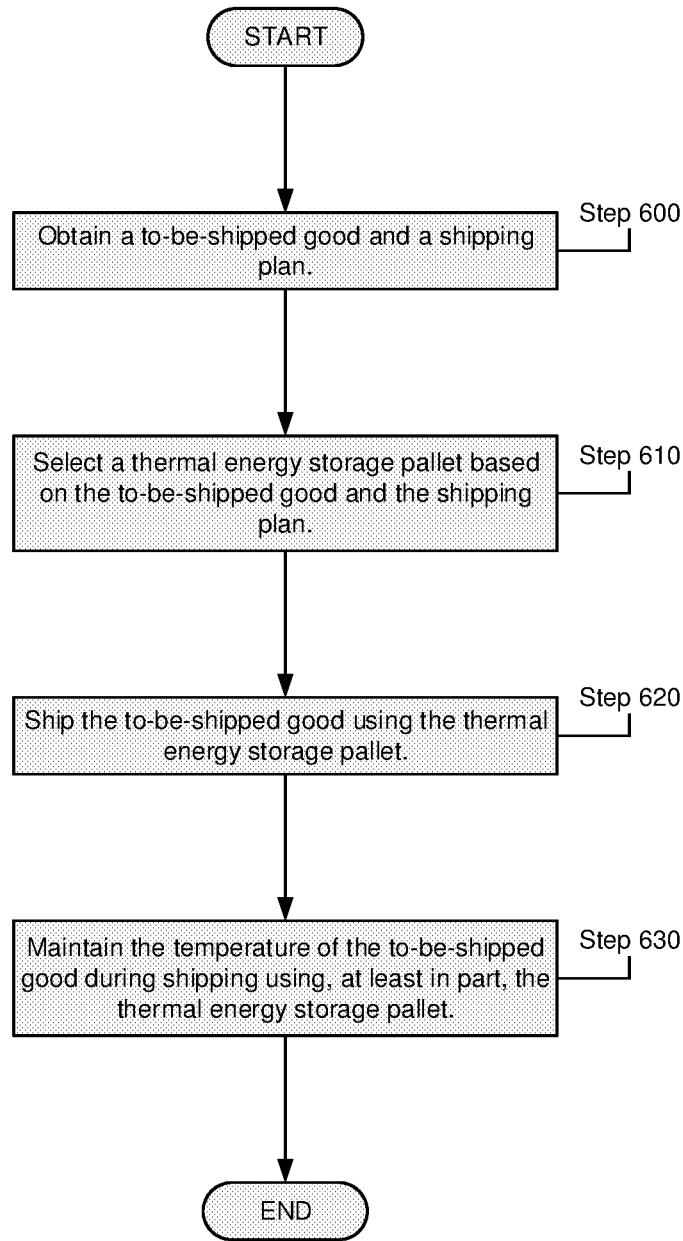 START
Step 600
Obtain a to-be-shipped good and a shipping
plan.
Step 610
Select a thermal energy storage pallet based
on the to-be-shipped good and the shipping
plan.
Step 620
Ship the to-be-shipped good using the thermal
energy storage pallet.
Step 630
Maintain the temperature of the to-be-shipped
good during shipping using, at least in part, the
thermal energy storage pallet.
END